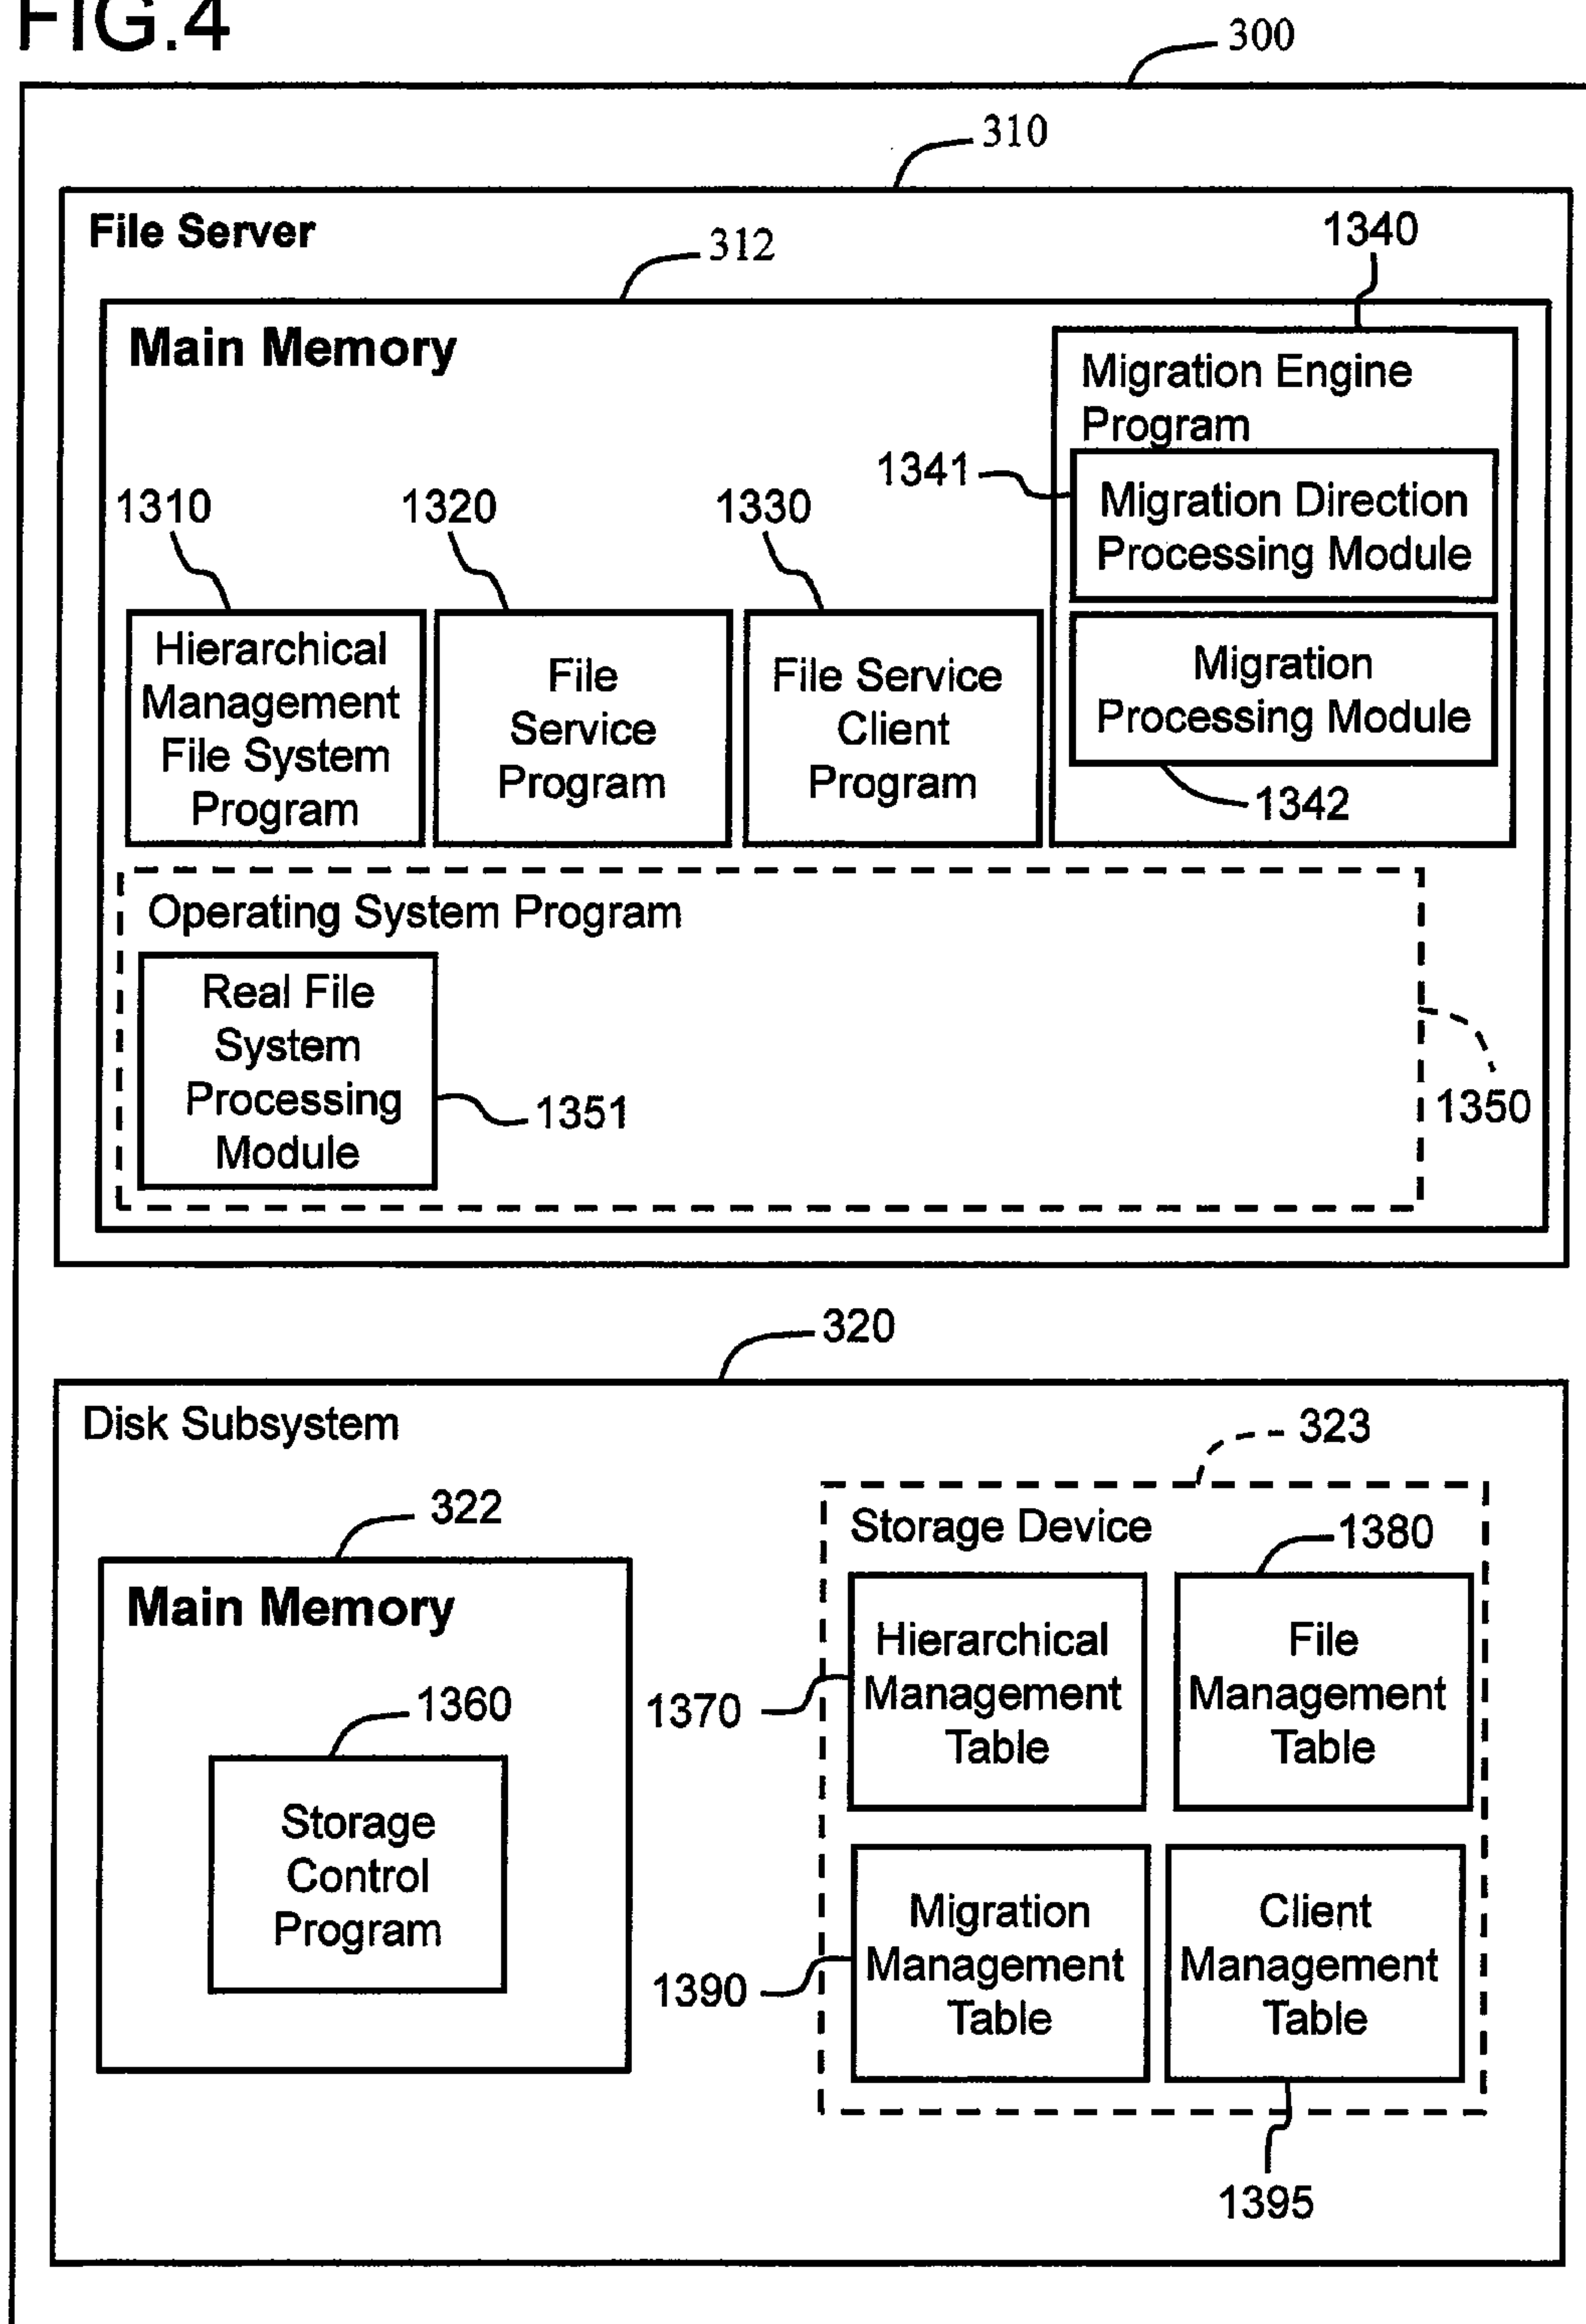 FIG.4
300
310
File Server
312
1340
Main Memory
Migration Engine
Program
1341
Migration Direction
Processing Module
1310
1320
1330
Hierarchical
Management
File System
Program
File
Service
Program
File Service
Client
Program
Migration
Processing Module
1342
Operating System Program
Real File
System
Processing
Module
1351
1350
320
Disk Subsystem
323
322
Storage Device
1380
Main Memory
1360
Storage
Control
Program
1370
Hierarchical
Management
Table
File
Management
Table
1390
Migration
Management
Table
Client
Management
Table
1395